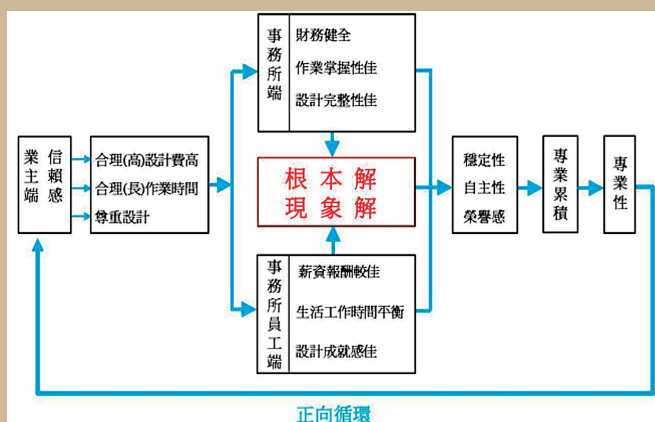 業主端
信賴感
合理(高)設計費高
合理(長)作業時間
尊重設計
事務所端
財務健全
作業掌握性佳
設計完整性佳
根本解
現象解
事務所員工端
薪資報酬較佳
生活工作時間平衡
設計成就感佳
穩定性
自主性
榮譽感
專業累積
專業性
正向循環